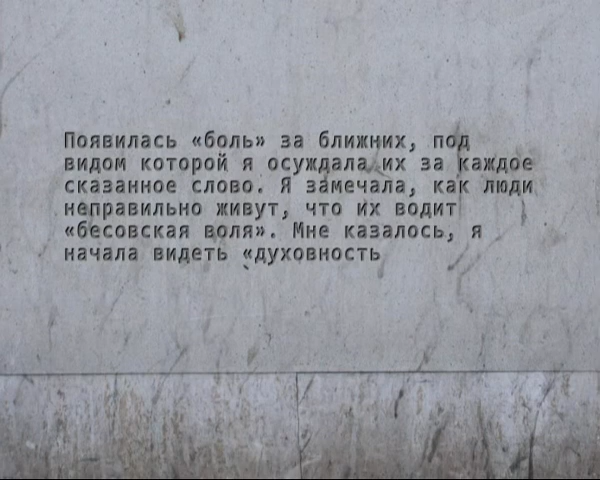 Появилась «боль» за ближних, под
видом которой я осуждала их за каждое
сказанное слово. Я замечала, как люди
неправильно живут, что их водит
«бесовская воля». Мне казалось, я
начала видеть «духовность